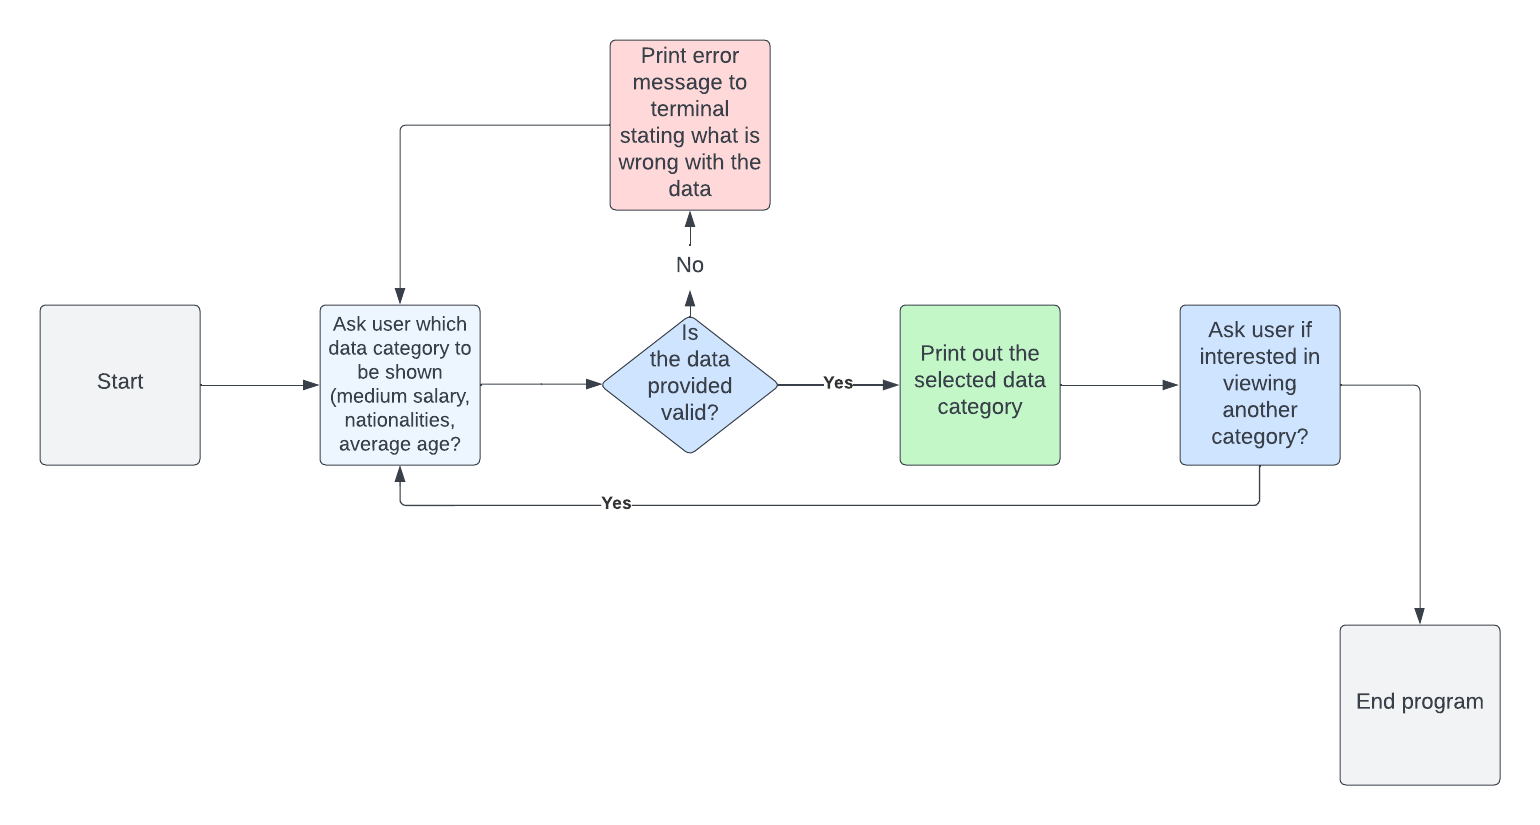 Print error
message to
terminal
stating what is
wrong with the
data
No
Start
Ask user which
data category to
be shown
(medium salary,
nationalities,
average age?
Is
the data
provided
valid?
Yes
Print out the
selected data
category
Ask user if
interested in
viewing
another
category?
Yes
End program